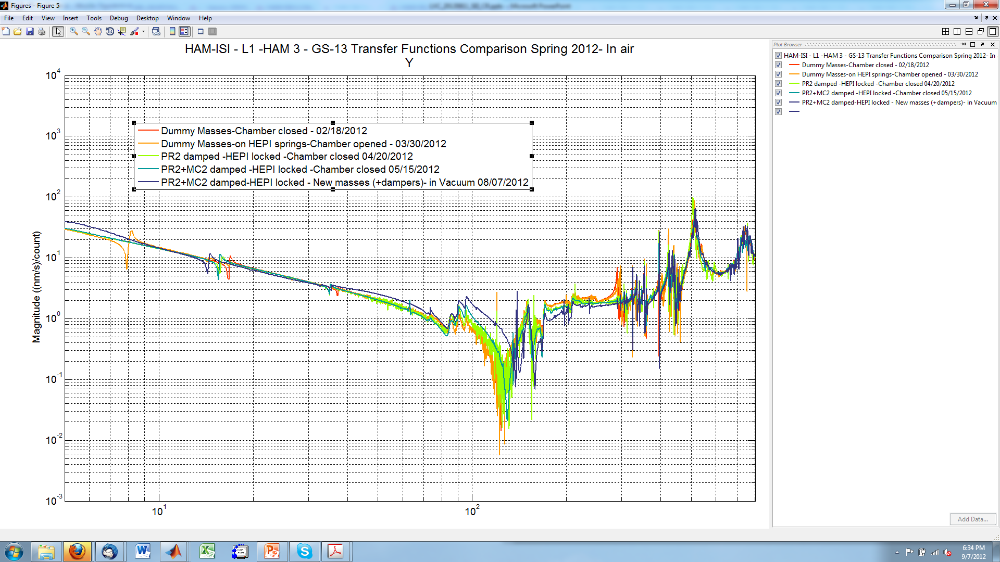 Figures - Figure 5
File Edit View Insert Tools Debug Desktop Window Help
HAM-ISI - L1 -HAM 3 - GS-13 Transfer Functions Comparison Spring 2012- In air
Y
10^4
10^3
10^2
10^1
10^0
10^-1
10^-2
10^-3
Magnitude ((nm/s)/count)
Dummy Masses-Chamber closed - 02/18/2012
Dummy Masses-on HEPI springs-Chamber opened - 03/30/2012
PR2 damped -HEPI locked -Chamber closed 04/20/2012
PR2+MC2 damped -HEPI locked -Chamber closed 05/15/2012
PR2+MC2 damped-HEPI locked - New masses (+dampers)- in Vacuum 08/07/2012
10^1 10^2
Plot Browser
HAM-ISI - L1 -HAM 3 - GS-13 Transfer Functions Comparison Spring 2012- In
Dummy Masses-Chamber closed - 02/18/2012
Dummy Masses-on HEPI springs-Chamber opened - 03/30/2012
PR2 damped -HEPI locked -Chamber closed 04/20/2012
PR2+MC2 damped -HEPI locked -Chamber closed 05/15/2012
PR2+MC2 damped-HEPI locked - New masses (+dampers)- in Vacuum
Add Data...
6:34 PM
9/7/2012